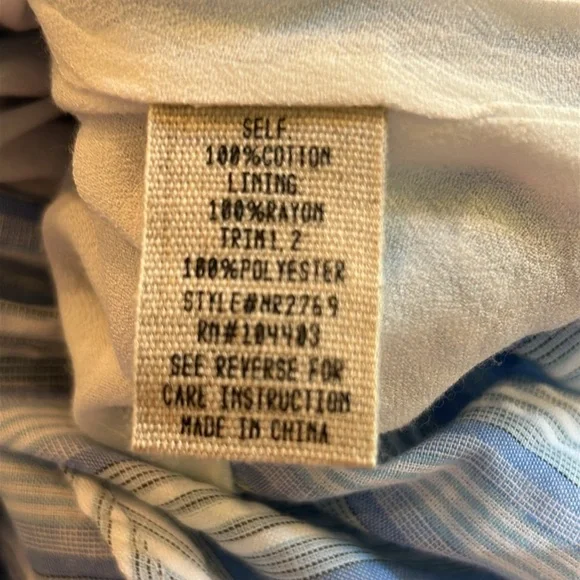 SELF
100%COTTON
LINING
100%RAYON
TRIM1.2
100%POLYESTER
STYLE#MR2769
RN#104403
SEE REVERSE FOR
CARE INSTRUCTION
MADE IN CHINA